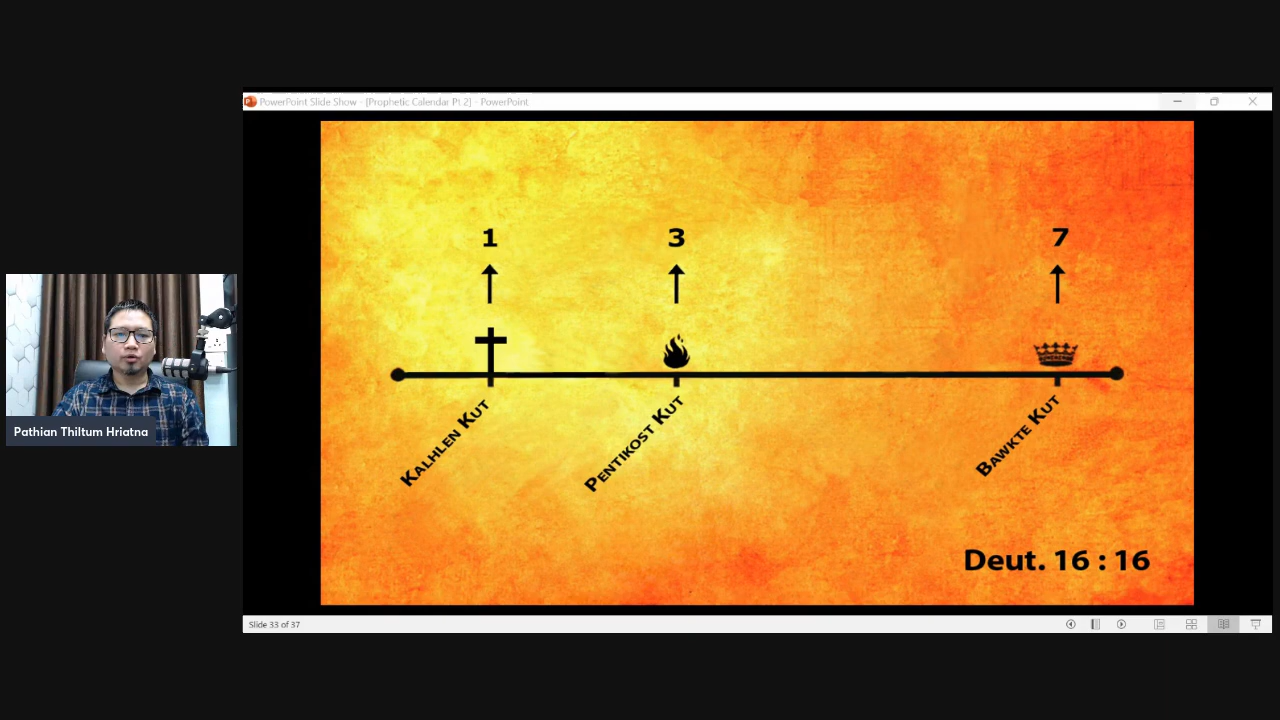 PowerPoint Slide Show - [Prophetic Calendar Pt 2] - PowerPoint
1
3
7
KALHLEN KUT
PENTIKOST KUT
BAWKTE KUT
Deut. 16 : 16
Pathian Thiltum Hriatna
Slide 33 of 37